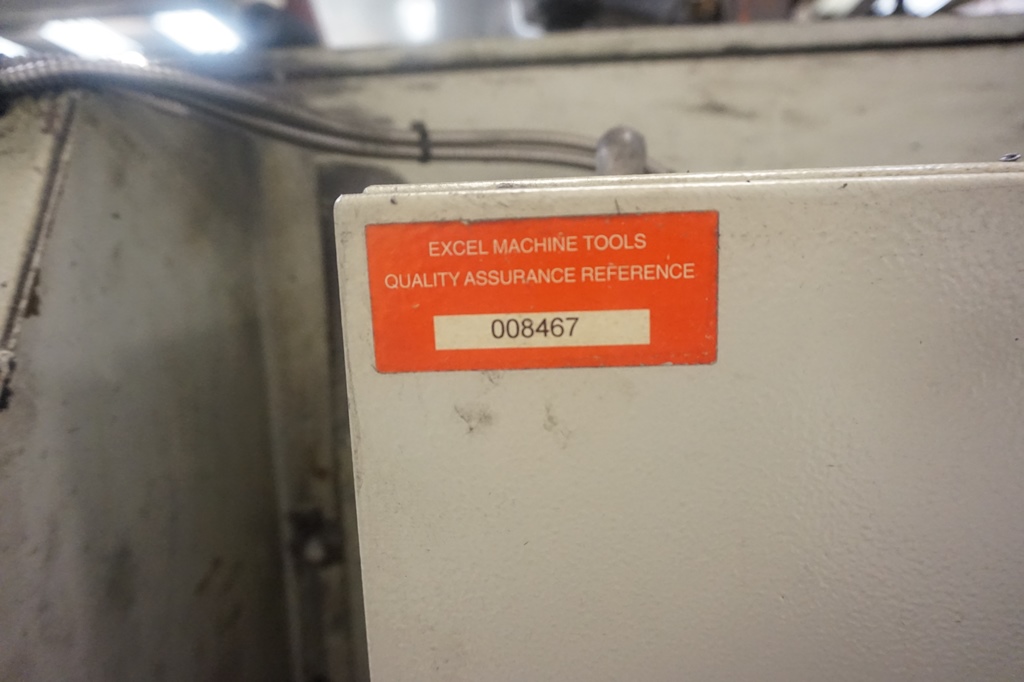 EXCEL MACHINE TOOLS
QUALITY ASSURANCE REFERENCE
008467